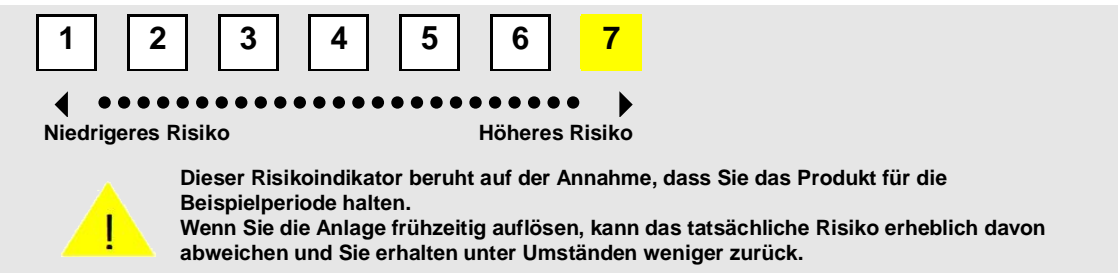 1 2 3 4 5 6 7
Niedrigeres Risiko Höheres Risiko
Dieser Risikoindikator beruht auf der Annahme, dass Sie das Produkt für die
Beispielperiode halten.
Wenn Sie die Anlage frühzeitig auflösen, kann das tatsächliche Risiko erheblich davon
abweichen und Sie erhalten unter Umständen weniger zurück.
!